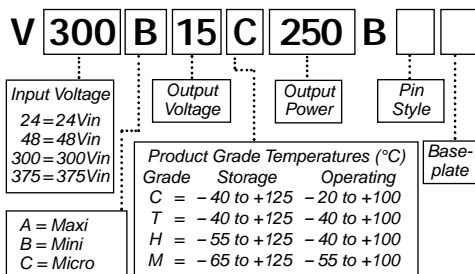 V 300 B 15 C 250 B
Input Voltage
24 = 24Vin
48 = 48Vin
300 = 300Vin
375 = 375Vin
Output
Voltage
Output
Power
Pin
Style
Base-
plate
A = Maxi
B = Mini
C = Micro
Product Grade Temperatures (°C)
Grade Storage Operating
C = – 40 to +125 – 20 to +100
T = – 40 to +125 – 40 to +100
H = – 55 to +125 – 40 to +100
M = – 65 to +125 – 55 to +100